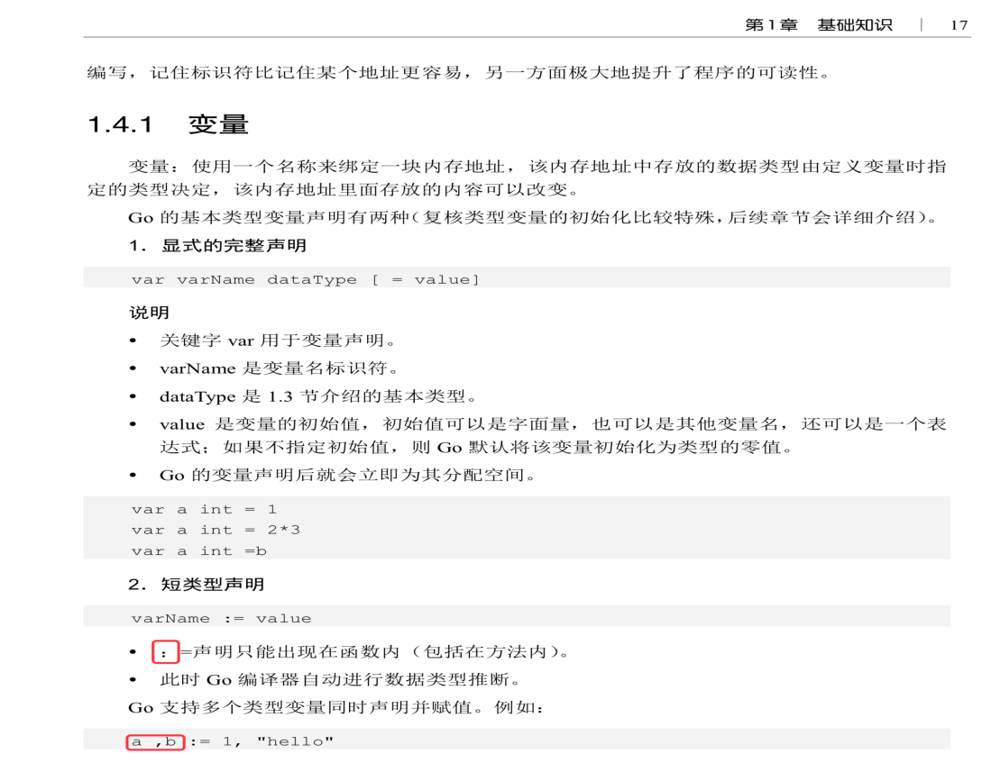 第1章 基础知识 | 17
编写，记住标识符比记住某个地址更容易，另一方面极大地提升了程序的可读性。
1.4.1 变量
变量：使用一个名称来绑定一块内存地址，该内存地址中存放的数据类型由定义变量时指
定的类型决定，该内存地址里面存放的内容可以改变。
Go 的基本类型变量声明有两种（复核类型变量的初始化比较特殊，后续章节会详细介绍）。
1. 显式的完整声明
var varName dataType [ = value]
说明
• 关键字 var 用于变量声明。
• varName 是变量名标识符。
• dataType 是 1.3 节介绍的基本类型。
• value 是变量的初始值，初始值可以是字面量，也可以是其他变量名，还可以是一个表
达式；如果不指定初始值，则 Go 默认将该变量初始化为类型的零值。
• Go 的变量声明后就会立即为其分配空间。
var a int = 1
var a int = 2*3
var a int =b
2. 短类型声明
varName := value
• ：=声明只能出现在函数内（包括在方法内）。
• 此时 Go 编译器自动进行数据类型推断。
Go 支持多个类型变量同时声明并赋值。例如：
a ,b := 1, "hello"